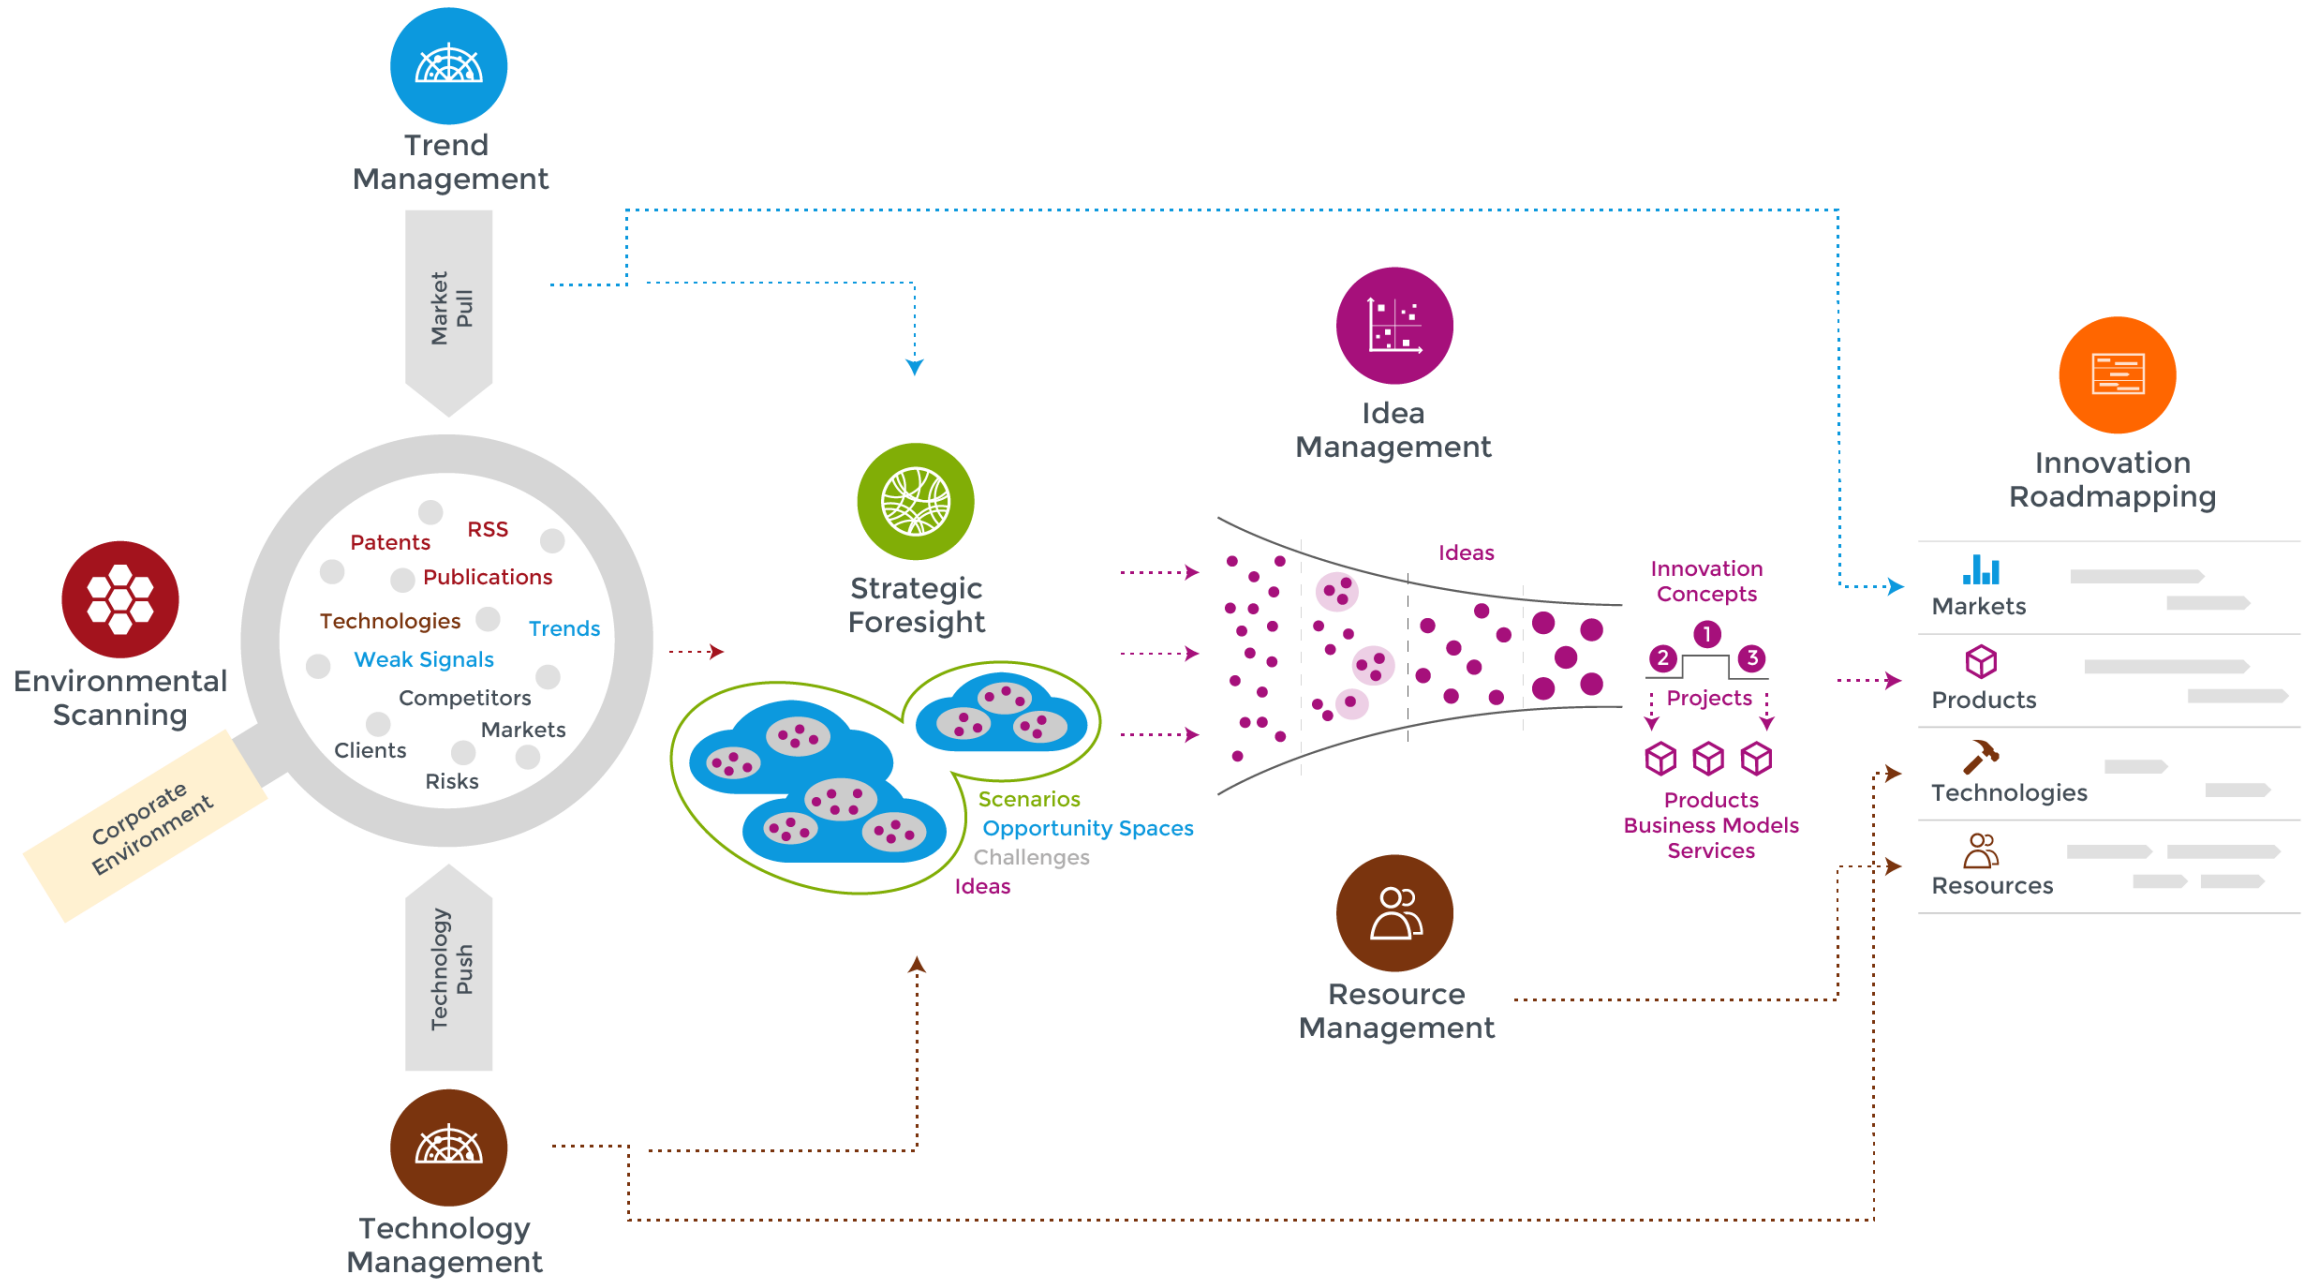 Trend
Management
Market
Pull
Environmental
Scanning
Corporate
Environment
Patents
RSS
Publications
Technologies
Trends
Weak Signals
Competitors
Markets
Clients
Risks
Technology
Push
Technology
Management
Strategic
Foresight
Scenarios
Opportunity Spaces
Challenges
Ideas
Idea
Management
Ideas
Innovation
Concepts
1
2
3
Projects
Products
Business Models
Services
Resource
Management
Innovation
Roadmapping
Markets
Products
Technologies
Resources